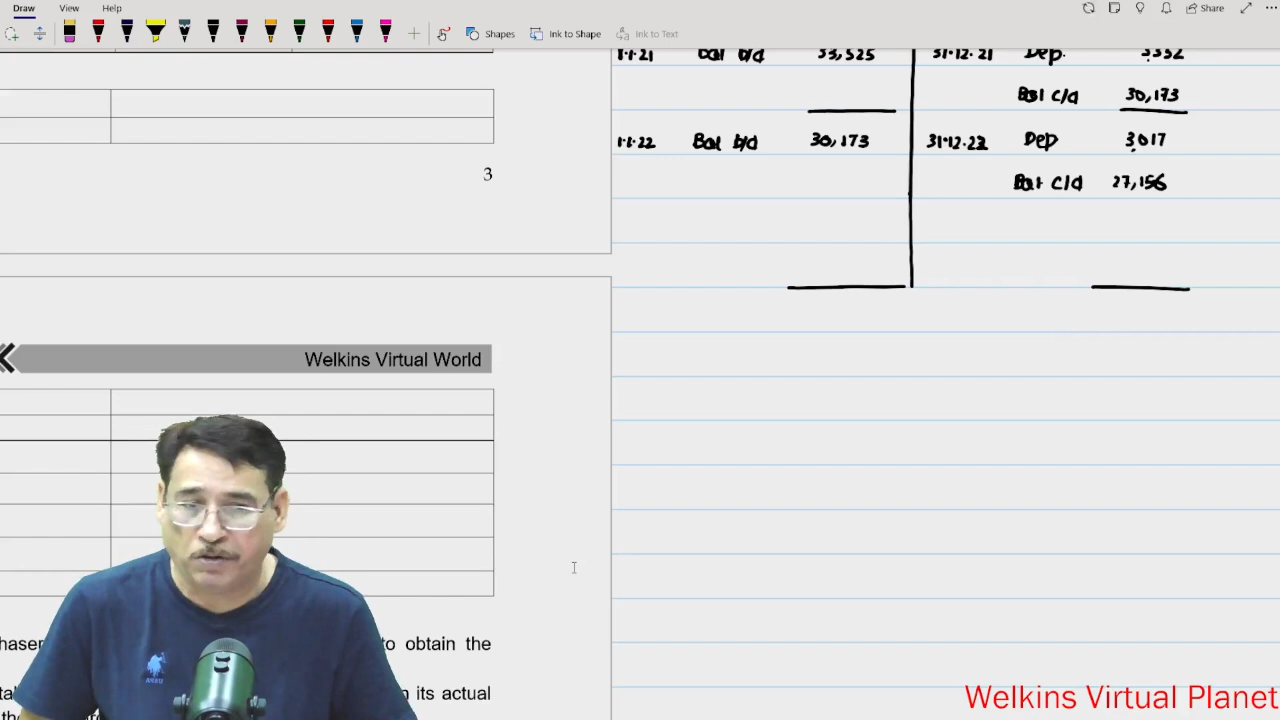 Draw View Help Share
Shapes Ink to Shape Ink to Text
1·1·21 Bal b/d 33,525 31·12·21 Dep. 3352
Bal c/d 30,173
1·1·22 Bal b/d 30,173 31·12·22 Dep 3017
Bal c/d 27,156
3
Welkins Virtual World
to obtain the
its actual
Welkins Virtual Planet